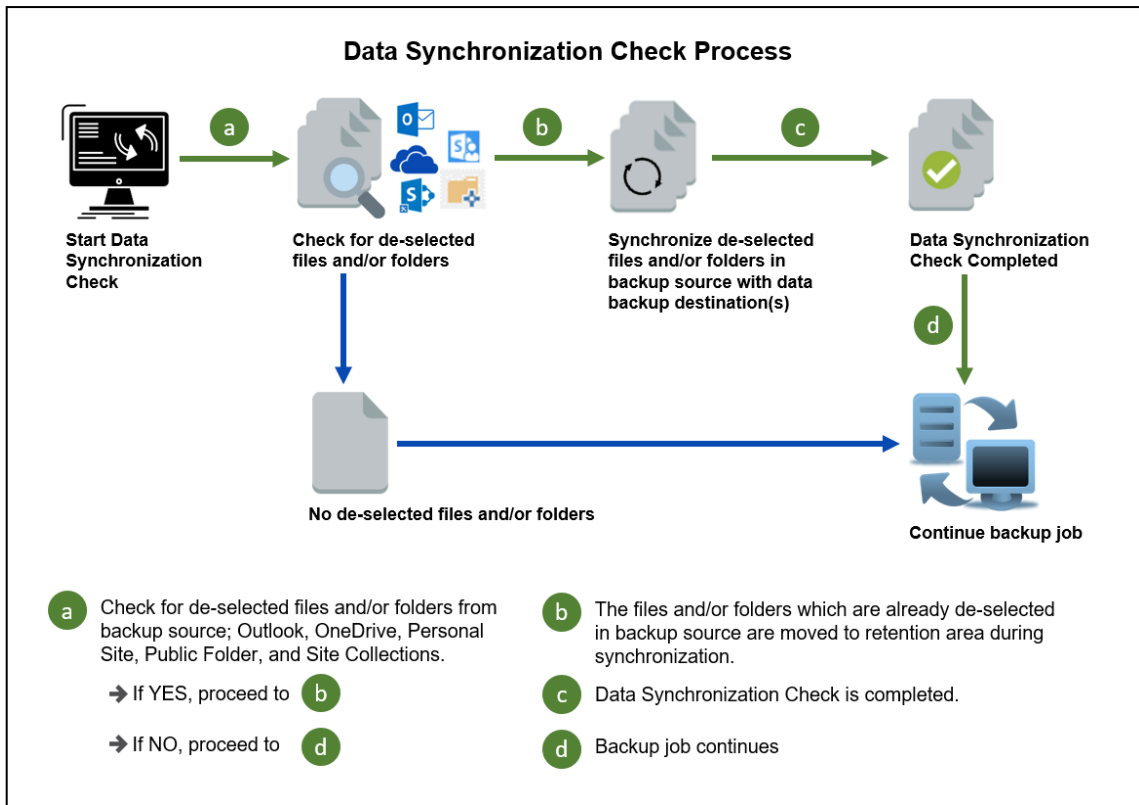 Data Synchronization Check Process
a
b
c
Start Data
Synchronization
Check
Check for de-selected
files and/or folders
Synchronize de-selected
files and/or folders in
backup source with data
backup destination(s)
Data Synchronization
Check Completed
d
No de-selected files and/or folders
Continue backup job
a
Check for de-selected files and/or folders from
backup source; Outlook, OneDrive, Personal
Site, Public Folder, and Site Collections.
➔ If YES, proceed to b
➔ If NO, proceed to d
b
The files and/or folders which are already de-selected
in backup source are moved to retention area during
synchronization.
c Data Synchronization Check is completed.
d Backup job continues